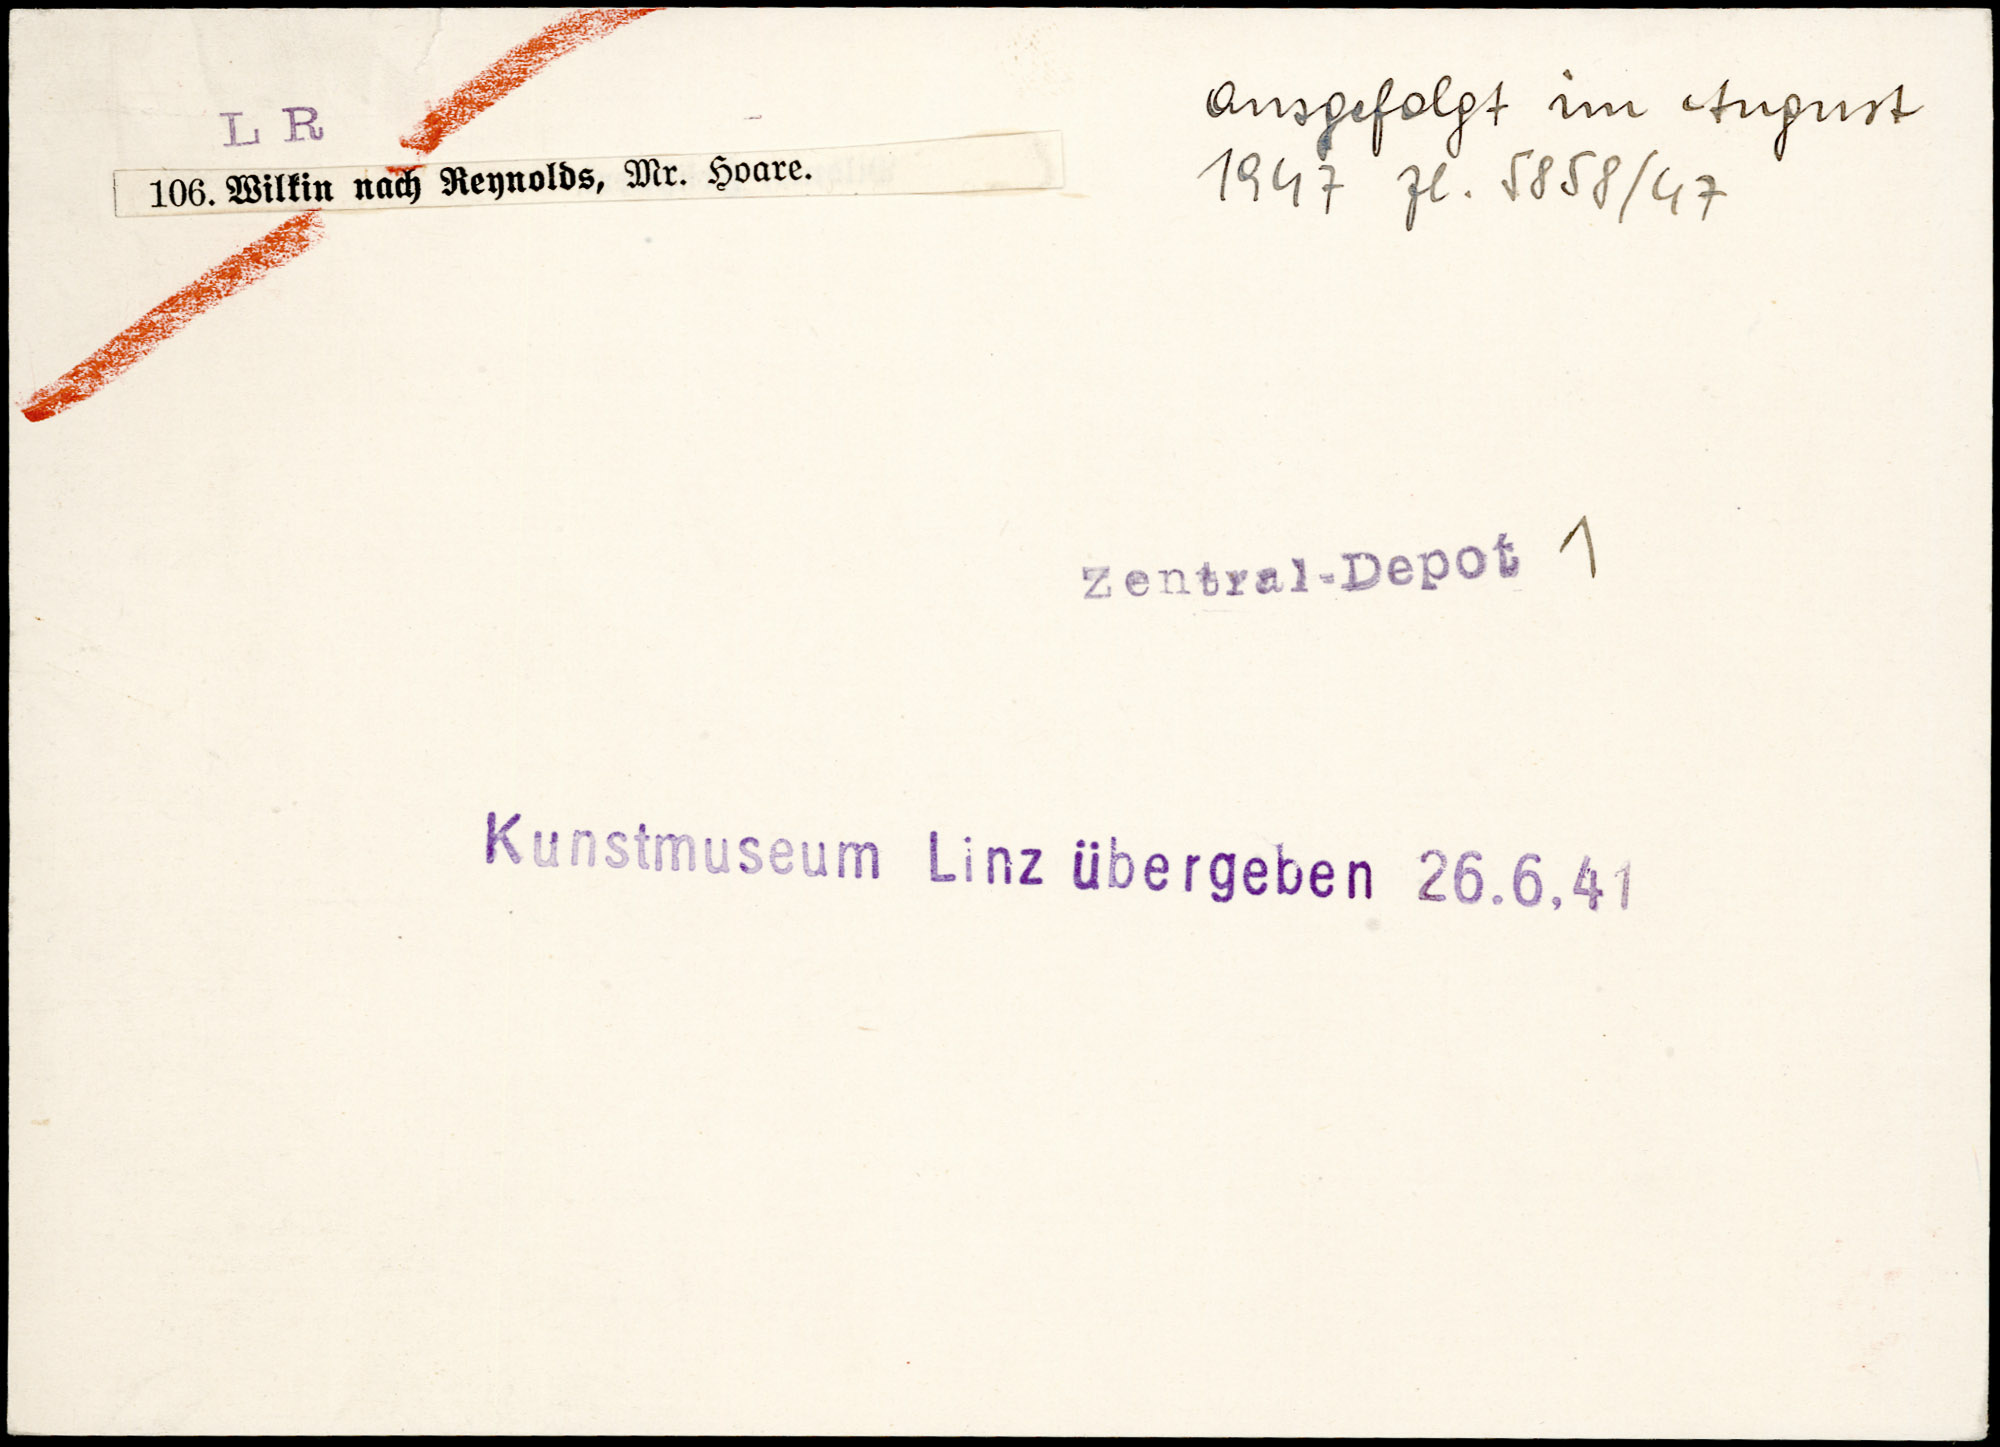 L R
106. Wilkin nach Reynolds, Mr. Hoare.
ausgefolgt im August
1947 Zl. 5858/47
Zentral-Depot 1
Kunstmuseum Linz übergeben 26.6.41